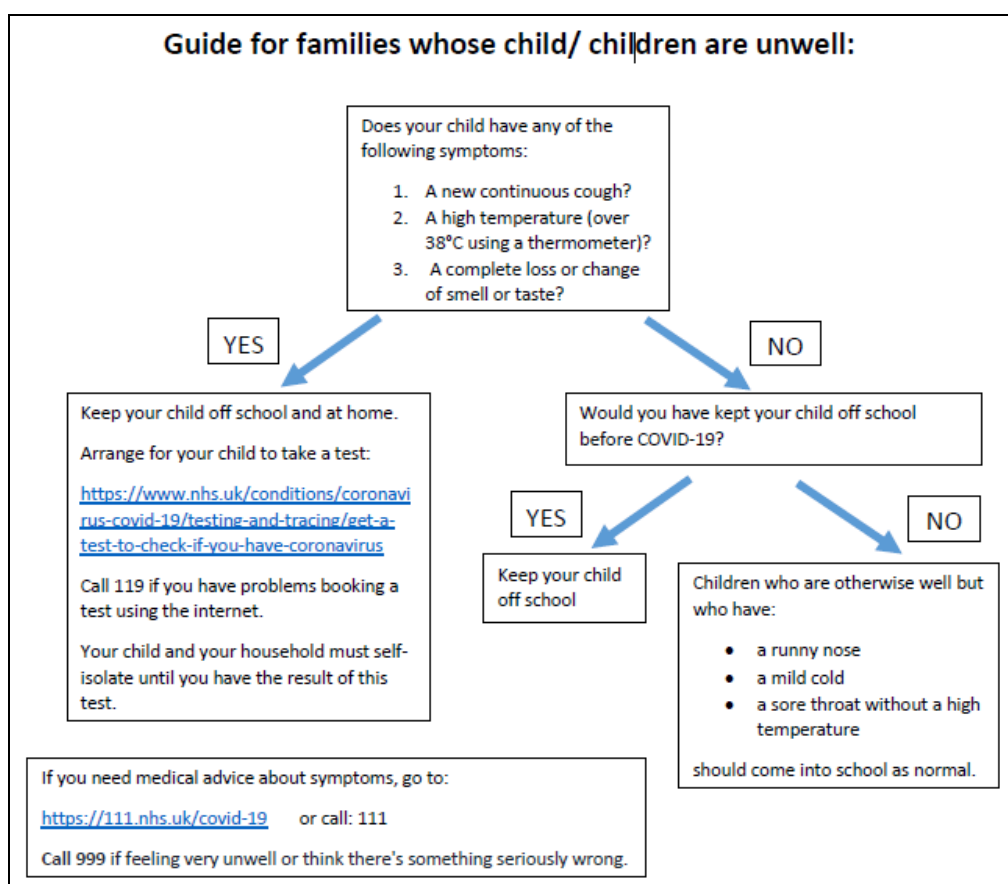 Guide for families whose child/ children are unwell:
Does your child have any of the
following symptoms:
1. A new continuous cough?
2. A high temperature (over
38°C using a thermometer)?
3. A complete loss or change
of smell or taste?
YES
NO
Keep your child off school and at home.
Arrange for your child to take a test:
https://www.nhs.uk/conditions/coronavi
rus-covid-19/testing-and-tracing/get-a-
test-to-check-if-you-have-coronavirus
Call 119 if you have problems booking a
test using the internet.
Your child and your household must self-
isolate until you have the result of this
test.
Would you have kept your child off school
before COVID-19?
YES
NO
Keep your child
off school
Children who are otherwise well but
who have:
• a runny nose
• a mild cold
• a sore throat without a high
temperature
should come into school as normal.
If you need medical advice about symptoms, go to:
https://111.nhs.uk/covid-19 or call: 111
Call 999 if feeling very unwell or think there's something seriously wrong.